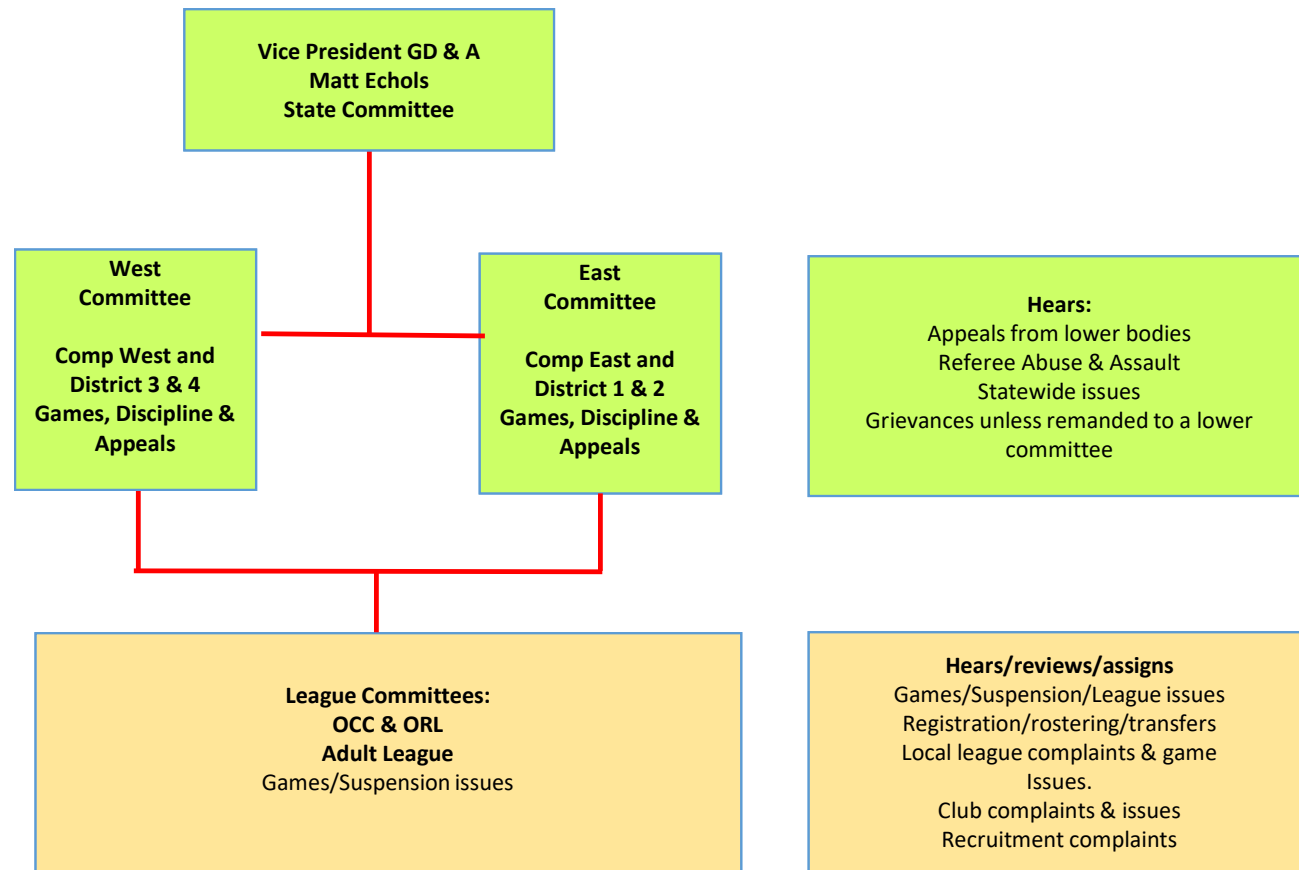 Vice President GD & A
Matt Echols
State Committee
West
Committee
Comp West and
District 3 & 4
Games, Discipline &
Appeals
East
Committee
Comp East and
District 1 & 2
Games, Discipline &
Appeals
Hears:
Appeals from lower bodies
Referee Abuse & Assault
Statewide issues
Grievances unless remanded to a lower
committee
League Committees:
OCC & ORL
Adult League
Games/Suspension issues
Hears/reviews/assigns
Games/Suspension/League issues
Registration/rostering/transfers
Local league complaints & game
Issues.
Club complaints & issues
Recruitment complaints